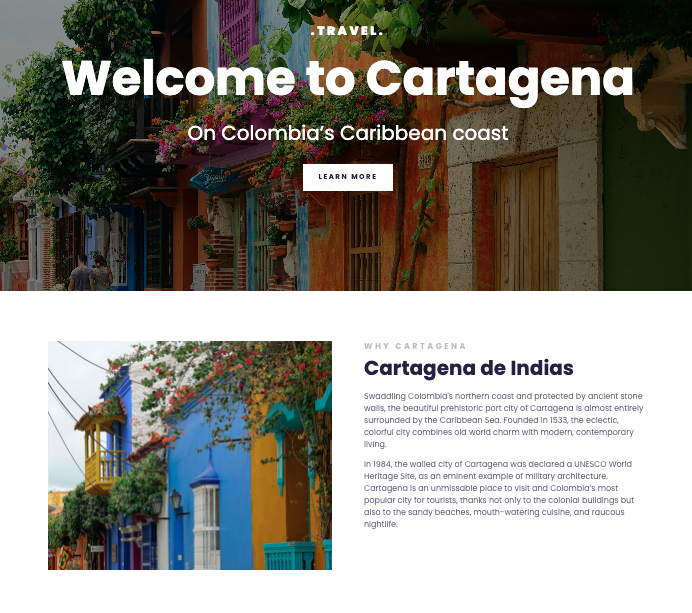 .TRAVEL.
Welcome to Cartagena
On Colombia's Caribbean coast
LEARN MORE
WHY CARTAGENA
Cartagena de Indias
Swaddling Colombia's northern coast and protected by ancient stone
walls, the beautiful prehistoric port city of Cartagena is almost entirely
surrounded by the Caribbean Sea. Founded in 1533, the eclectic,
colorful city combines old world charm with modern, contemporary
living.
In 1984, the walled city of Cartagena was declared a UNESCO World
Heritage Site, as an eminent example of military architecture.
Cartagena is an unmissable place to visit and Colombia's most
popular city for tourists, thanks not only to the colonial buildings but
also to the sandy beaches, mouth-watering cuisine, and raucous
nightlife.